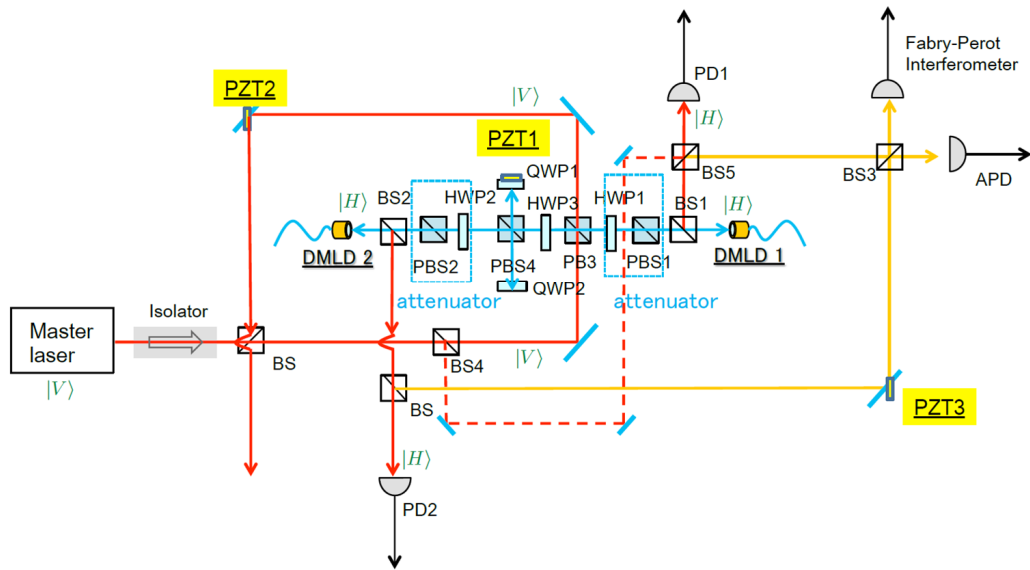 Fabry-Perot
Interferometer
PD1
PZT2
|V⟩
|H⟩
PZT1
QWP1
BS5
BS3
APD
BS2
HWP2
HWP3
HWP1
BS1
|H⟩
|H⟩
DMLD 2
PBS2
PBS4
PB3
PBS1
DMLD 1
QWP2
attenuator
attenuator
Isolator
Master
laser
BS
BS4
|V⟩
|V⟩
BS
PZT3
|H⟩
PD2